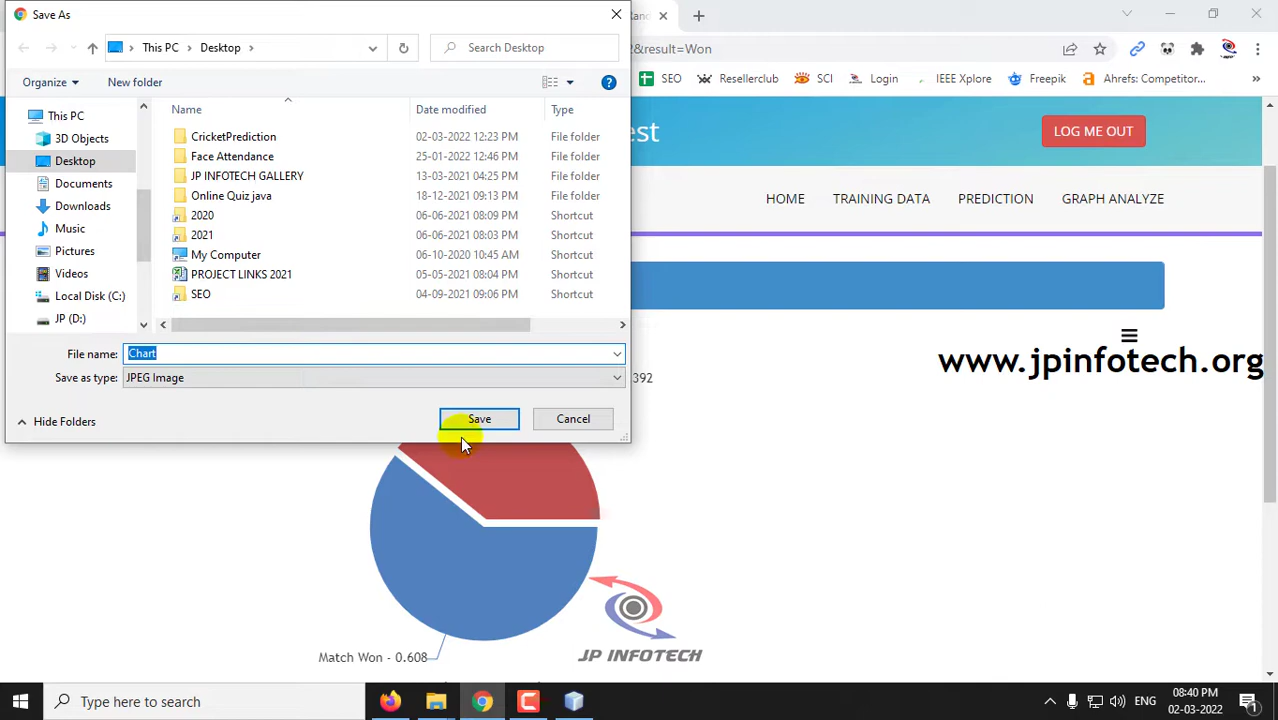 Save As
This PC > Desktop >
Search Desktop
Organize
New folder
Name
Date modified
Type
This PC
3D Objects
Desktop
Documents
Downloads
Music
Pictures
Videos
Local Disk (C:)
JP (D:)
CricketPrediction 02-03-2022 12:23 PM File folder
Face Attendance 25-01-2022 12:46 PM File folder
JP INFOTECH GALLERY 13-03-2021 04:25 PM File folder
Online Quiz java 18-12-2021 09:13 PM File folder
2020 06-06-2021 08:09 PM Shortcut
2021 06-06-2021 08:03 PM Shortcut
My Computer 06-10-2020 10:45 AM Shortcut
PROJECT LINKS 2021 05-05-2021 08:04 PM Shortcut
SEO 04-09-2021 09:06 PM Shortcut
File name: Chart
Save as type: JPEG Image
Hide Folders
Save
Cancel
2&result=Won
SEO
Resellerclub
SCI
Login
IEEE Xplore
Freepik
Ahrefs: Competitor...
est
LOG ME OUT
HOME
TRAINING DATA
PREDICTION
GRAPH ANALYZE
www.jpinfotech.org
392
Match Won - 0.608
JP INFOTECH
Type here to search
ENG
08:40 PM
02-03-2022
1